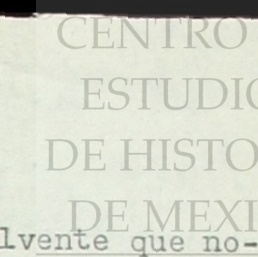 CENTRO
ESTUDIO
DE HISTO
DE MEXI
lvente que no-